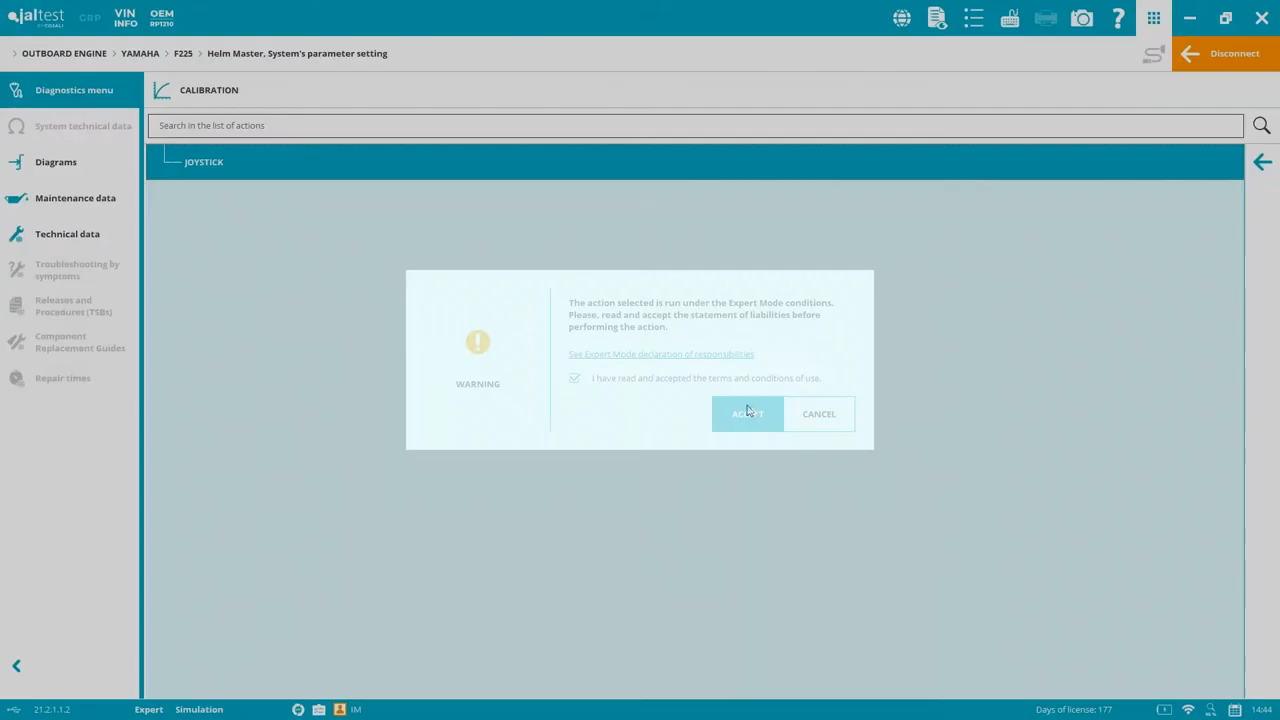 jaltest
BY COJALI
GRP
VIN
INFO
OEM
RP1210
OUTBOARD ENGINE > YAMAHA > F225 > Helm Master, System's parameter setting
Disconnect
Diagnostics menu
CALIBRATION
System technical data
Search in the list of actions
Diagrams
JOYSTICK
Maintenance data
Technical data
Troubleshooting by
symptoms
Releases and
Procedures (TSBs)
Component
Replacement Guides
Repair times
WARNING
The action selected is run under the Expert Mode conditions.
Please, read and accept the statement of liabilities before
performing the action.
See Expert Mode declaration of responsibilities
I have read and accepted the terms and conditions of use.
ACCEPT
CANCEL
21.2.1.1.2
Expert
Simulation
IM
Days of license: 177
14:44